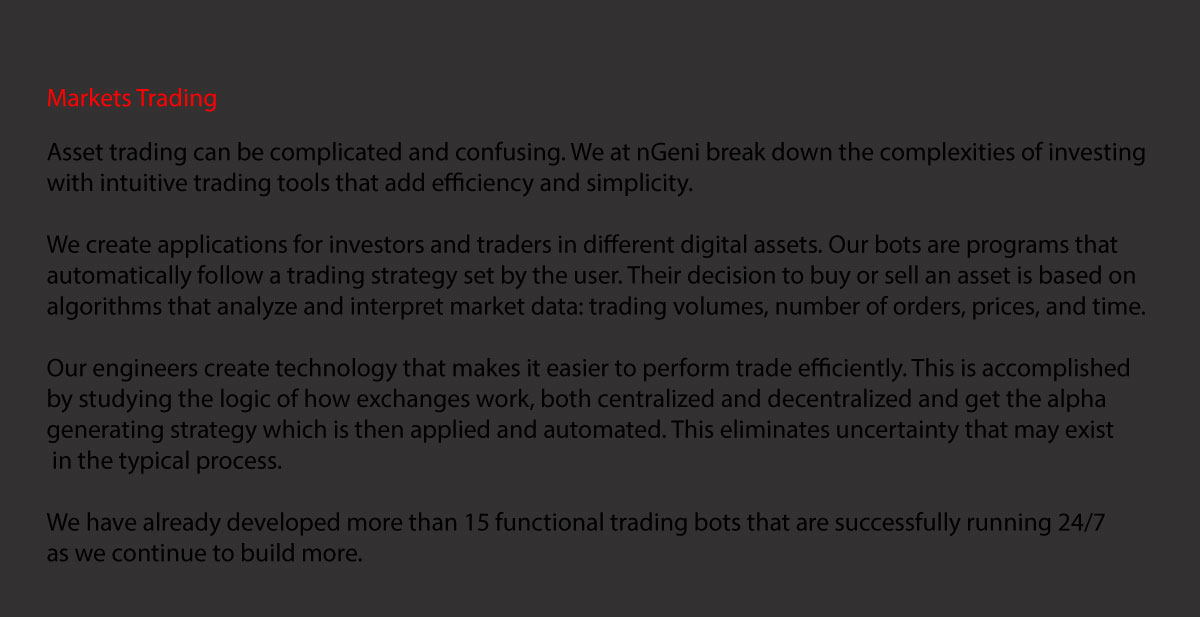 Markets Trading
Asset trading can be complicated and confusing. We at nGeni break down the complexities of investing
with intuitive trading tools that add efficiency and simplicity.
We create applications for investors and traders in different digital assets. Our bots are programs that
automatically follow a trading strategy set by the user. Their decision to buy or sell an asset is based on
algorithms that analyze and interpret market data: trading volumes, number of orders, prices, and time.
Our engineers create technology that makes it easier to perform trade efficiently. This is accomplished
by studying the logic of how exchanges work, both centralized and decentralized and get the alpha
generating strategy which is then applied and automated. This eliminates uncertainty that may exist
in the typical process.
We have already developed more than 15 functional trading bots that are successfully running 24/7
as we continue to build more.